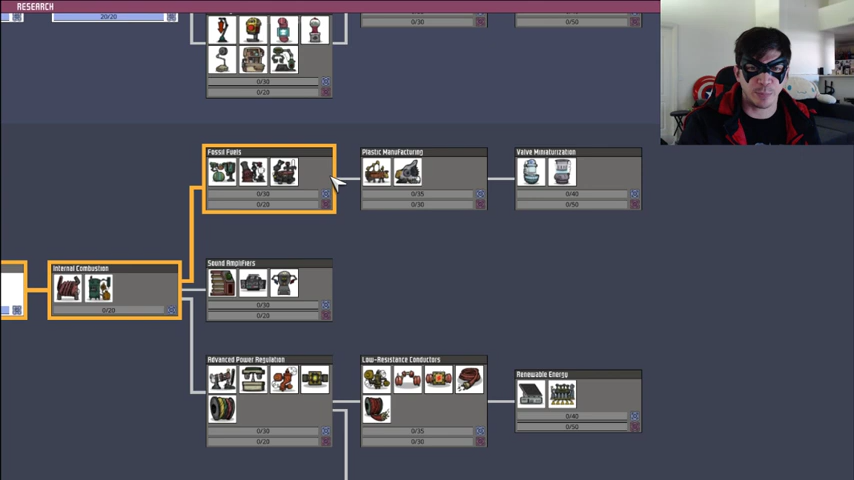 RESEARCH
20/20
0/30
0/50
0/30
0/20
Fossil Fuels
Plastic Manufacturing
Valve Miniaturization
0/30
0/35
0/40
0/20
0/30
0/50
Internal Combustion
0/20
Sound Amplifiers
0/30
0/20
Advanced Power Regulation
Low-Resistance Conductors
Renewable Energy
0/40
0/50
0/30
0/35
0/20
0/30